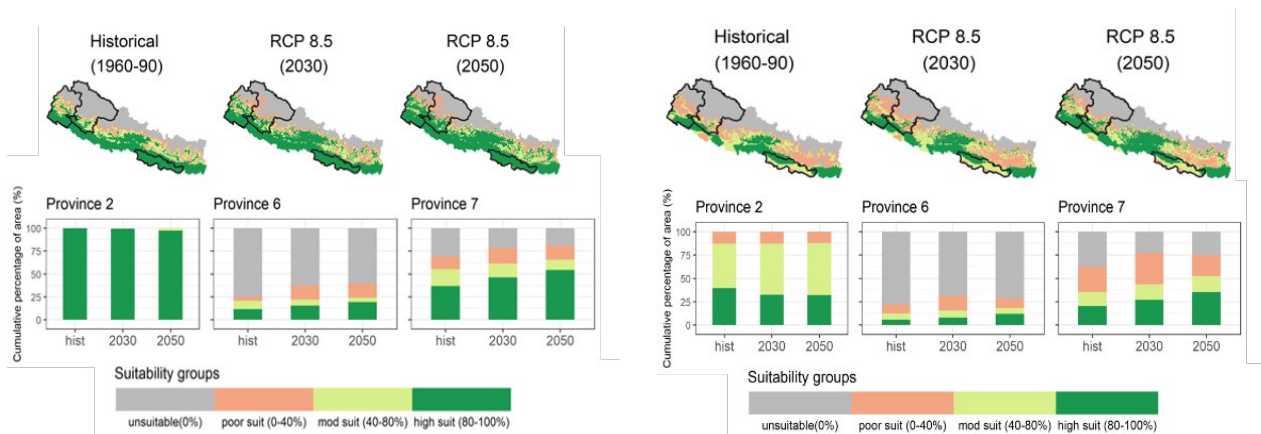 Historical
(1960-90)
RCP 8.5
(2030)
RCP 8.5
(2050)
Cumulative percentage of area (%)
Province 2
Province 6
Province 7
100
75
50
25
0
hist 2030 2050
hist 2030 2050
hist 2030 2050
Suitability groups
unsuitable(0%) poor suit (0-40%) mod suit (40-80%) high suit (80-100%)
Historical
(1960-90)
RCP 8.5
(2030)
RCP 8.5
(2050)
Cumulative percentage of area (%)
Province 2
Province 6
Province 7
100
75
50
25
0
hist 2030 2050
hist 2030 2050
hist 2030 2050
Suitability groups
unsuitable(0%) poor suit (0-40%) mod suit (40-80%) high suit (80-100%)